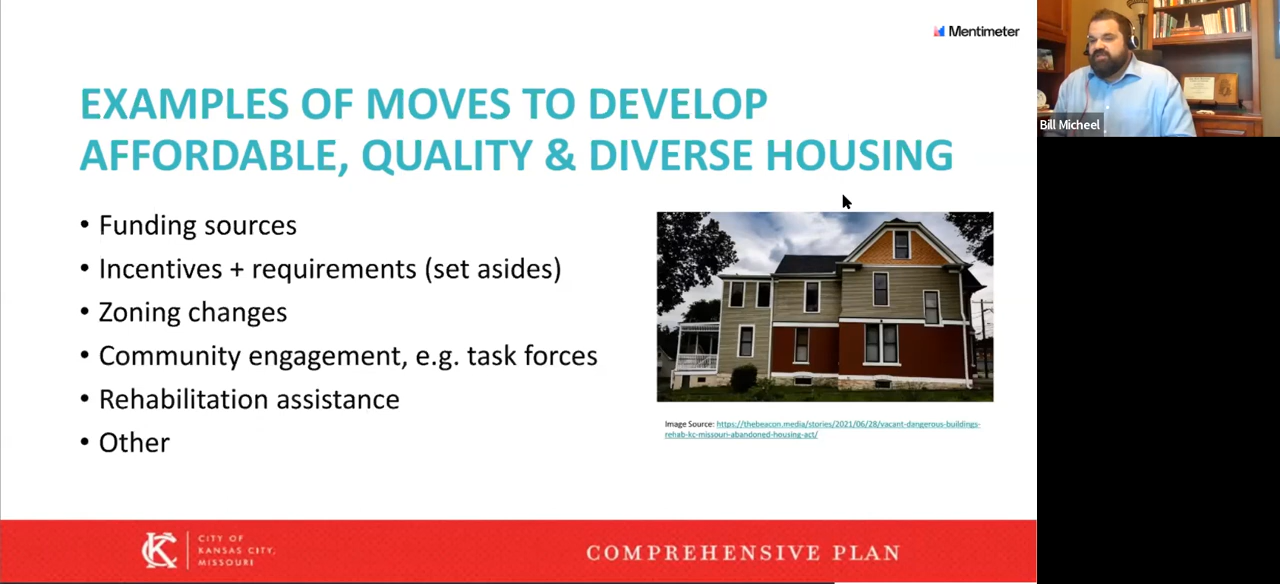 Mentimeter
EXAMPLES OF MOVES TO DEVELOP
AFFORDABLE, QUALITY & DIVERSE HOUSING
• Funding sources
• Incentives + requirements (set asides)
• Zoning changes
• Community engagement, e.g. task forces
• Rehabilitation assistance
• Other
Image Source: https://thebeacon.media/stories/2021/06/28/vacant-dangerous-buildings-
rehab-kc-missouri-abandoned-housing-act/
KC
CITY OF
KANSAS CITY,
MISSOURI
COMPREHENSIVE PLAN
Bill Micheel